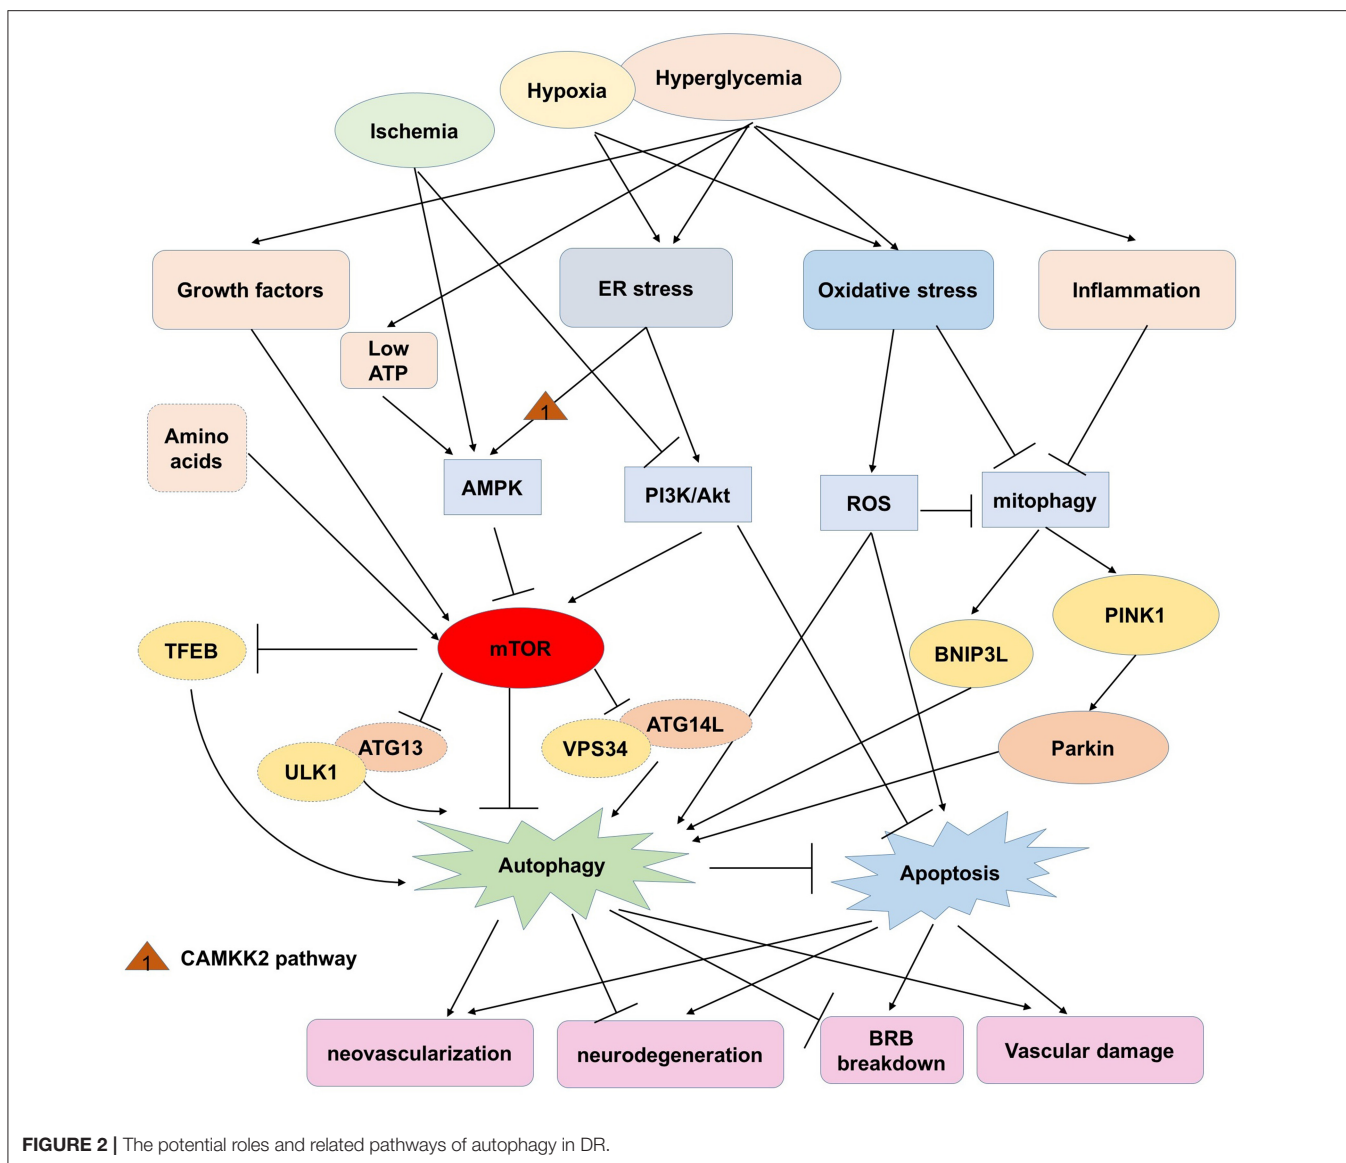 Hypoxia
Hyperglycemia
Ischemia
Growth factors
ER stress
Oxidative stress
Inflammation
Low
ATP
1
Amino
acids
AMPK
PI3K/Akt
ROS
mitophagy
TFEB
mTOR
BNIP3L
PINK1
ULK1
ATG13
VPS34
ATG14L
Parkin
Autophagy
Apoptosis
1
CAMKK2 pathway
neovascularization
neurodegeneration
BRB
breakdown
Vascular damage
FIGURE 2 | The potential roles and related pathways of autophagy in DR.